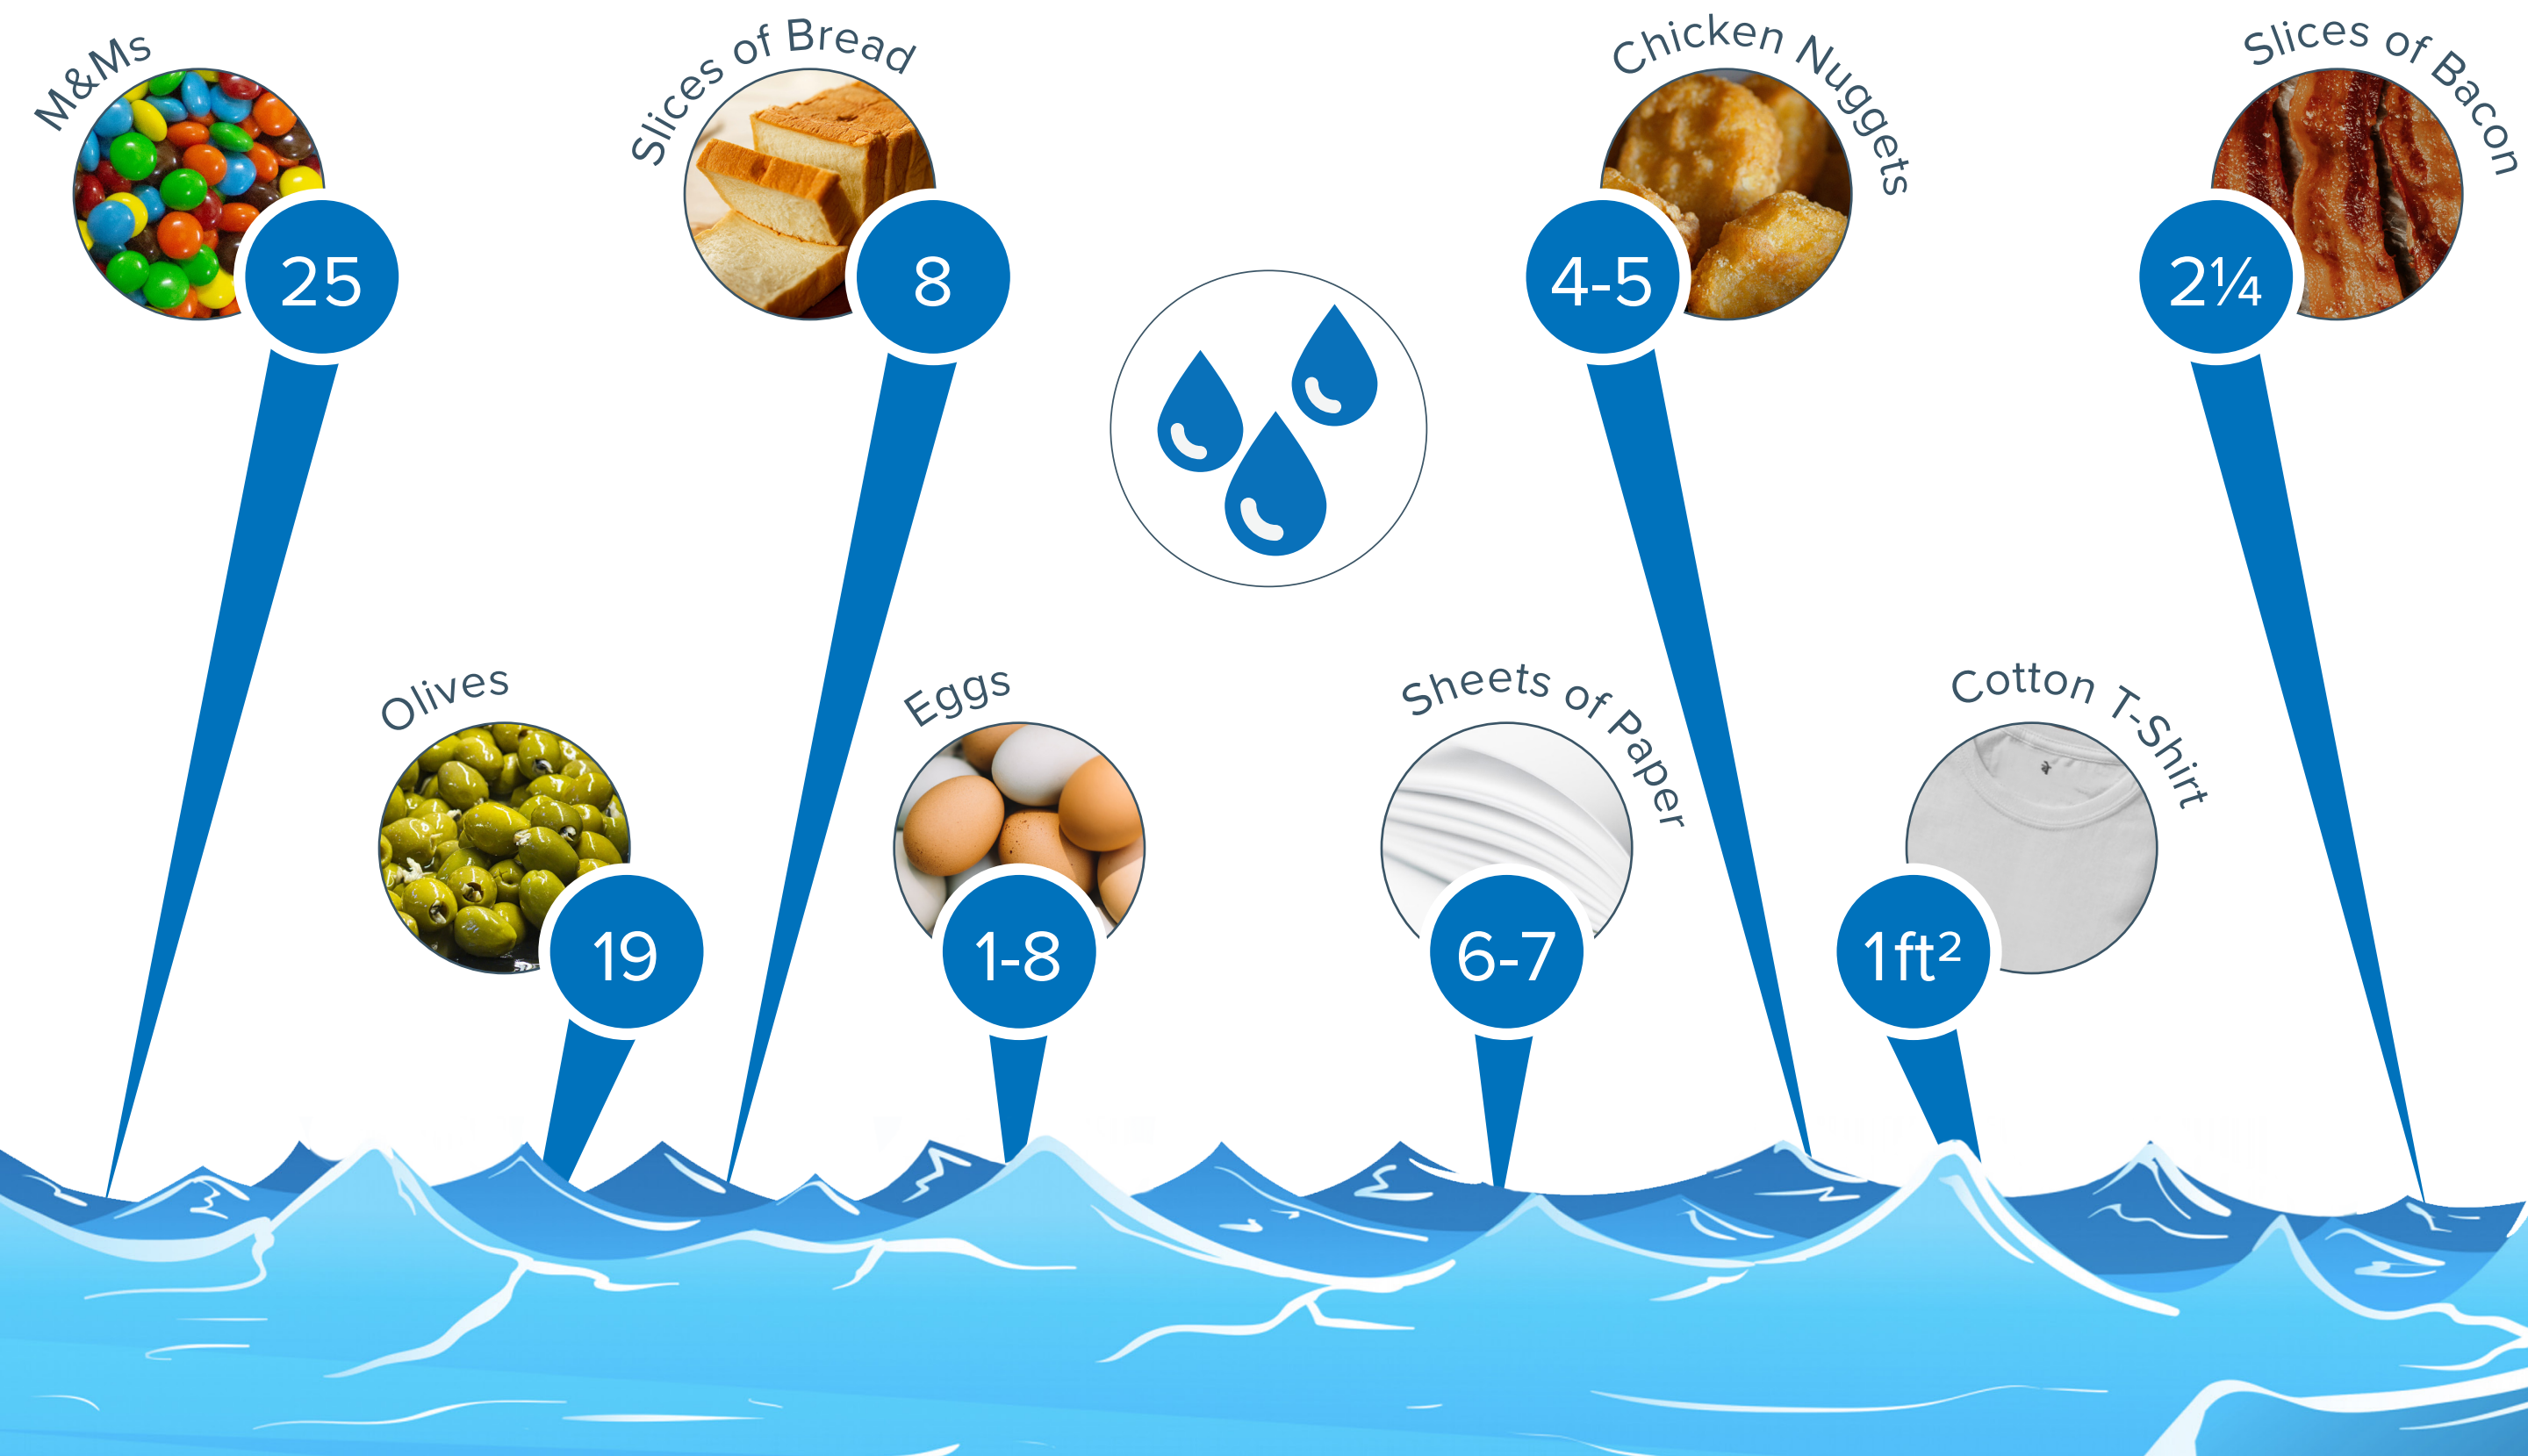 M&Ms
25
Slices of Bread
8
Chicken Nuggets
4-5
Slices of Bacon
2¼
Olives
19
Eggs
1-8
Sheets of Paper
6-7
Cotton T-Shirt
1ft²